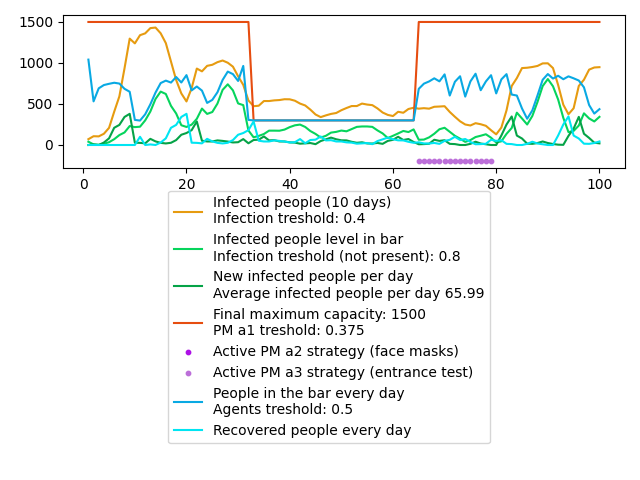 1500
1000
500
0
0 20 40 60 80 100
Infected people (10 days)
Infection treshold: 0.4
Infected people level in bar
Infection treshold (not present): 0.8
New infected people per day
Average infected people per day 65.99
Final maximum capacity: 1500
PM a1 treshold: 0.375
Active PM a2 strategy (face masks)
Active PM a3 strategy (entrance test)
People in the bar every day
Agents treshold: 0.5
Recovered people every day